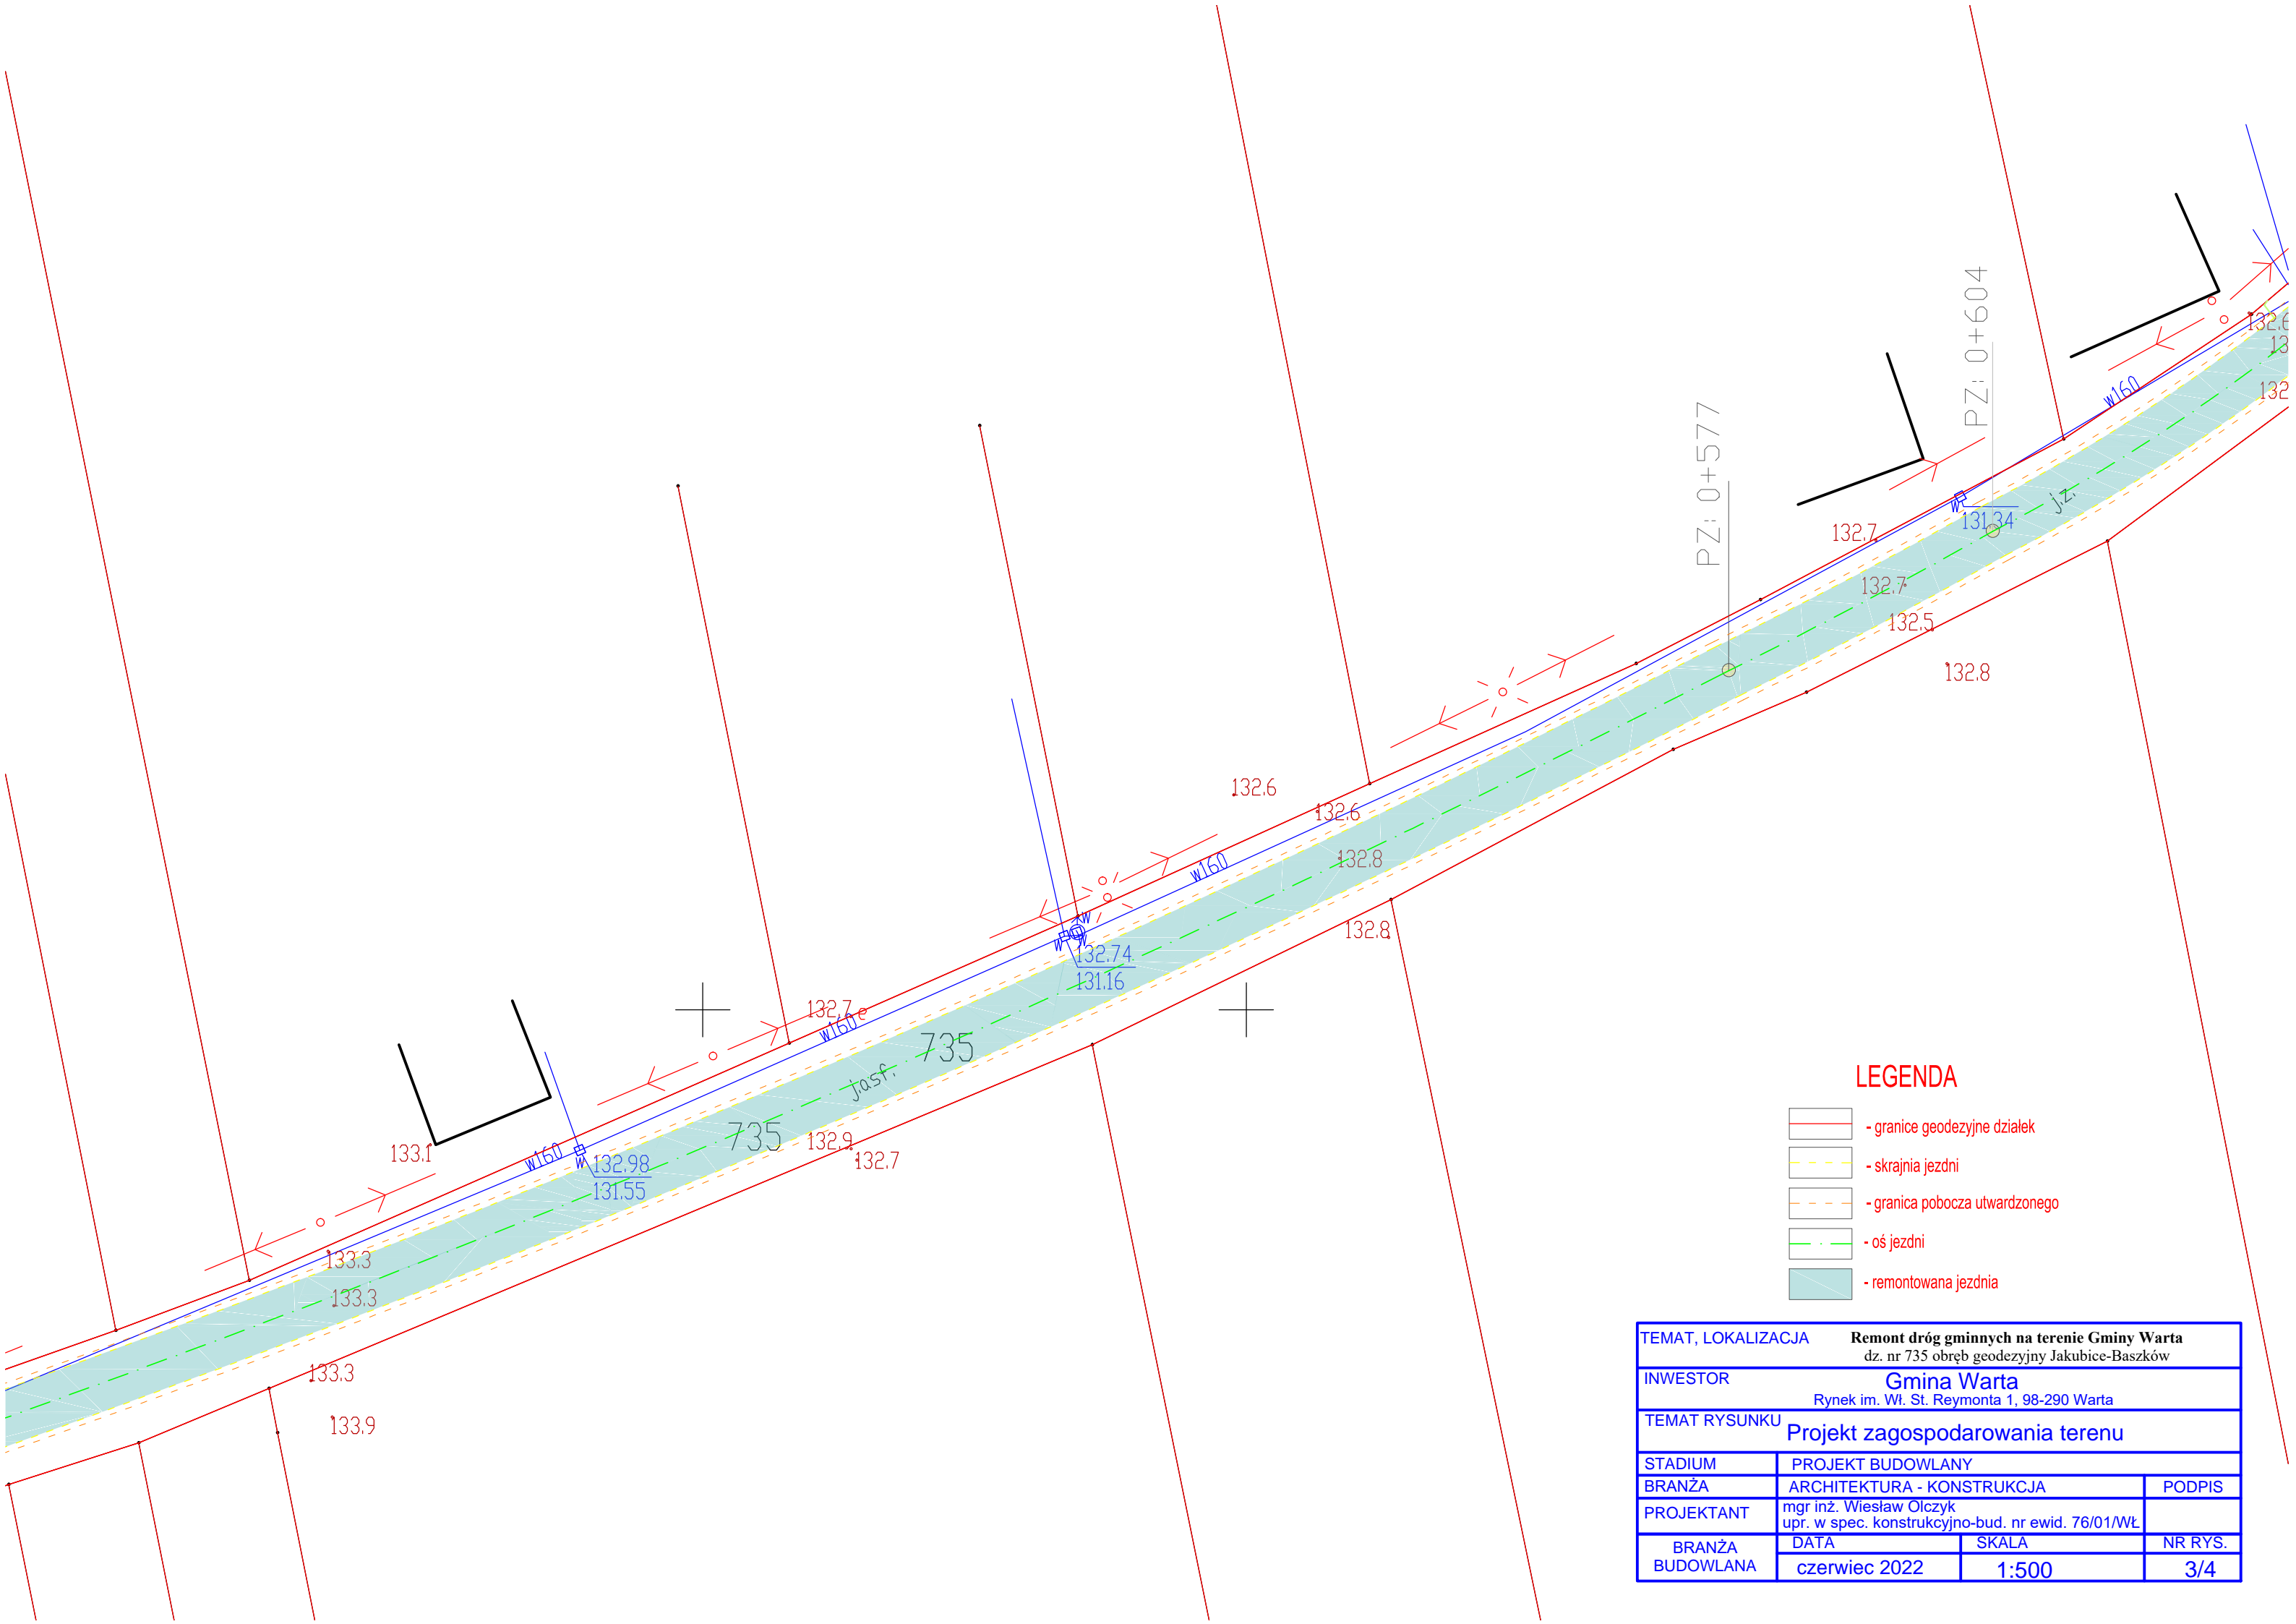 PZ: 0+604
PZ: 0+577
132.6
132
w160
j.z.
W
131.34
132.7
132.7
132.5
132.8
132.6
132.6
132.8
w160
132.8
W
W
W
132.74
131.16
132.7
e
w160
735
j.asf.
735
132.9
132.7
133.1
w160
W
132.98
131.55
133.3
133.3
133.3
133.9
LEGENDA
- granice geodezyjne działek
- skrajnia jezdni
- granica pobocza utwardzonego
- oś jezdni
- remontowana jezdnia
TEMAT, LOKALIZACJA Remont dróg gminnych na terenie Gminy Warta
dz. nr 735 obręb geodezyjny Jakubice-Baszków
INWESTOR Gmina Warta
Rynek im. Wł. St. Reymonta 1, 98-290 Warta
TEMAT RYSUNKU Projekt zagospodarowania terenu
STADIUM PROJEKT BUDOWLANY
BRANŻA ARCHITEKTURA - KONSTRUKCJA PODPIS
PROJEKTANT mgr inż. Wiesław Olczyk
upr. w spec. konstrukcyjno-bud. nr ewid. 76/01/WŁ
BRANŻA BUDOWLANA DATA SKALA NR RYS.
czerwiec 2022 1:500 3/4